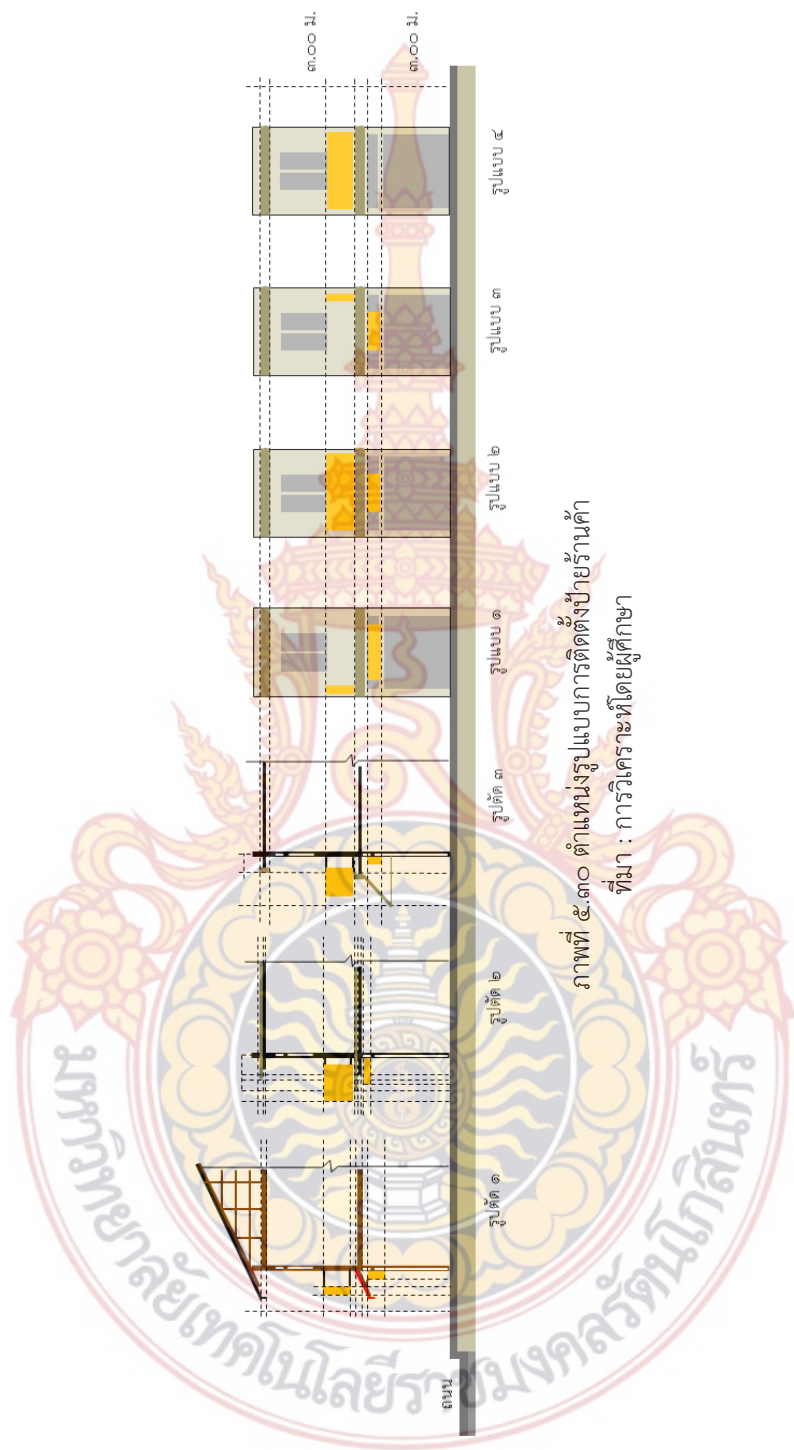 ๓.๐๐ ม.
๓.๐๐ ม.
ถนน
รูปตัด ๑
รูปตัด ๒
รูปตัด ๓
รูปแบบ ๑
รูปแบบ ๒
รูปแบบ ๓
รูปแบบ ๔
ภาพที่ ๕.๓๐ ตำแหน่งรูปแบบการติดตั้งป้ายร้านค้า
ที่มา : การวิเคราะห์โดยผู้ศึกษา
มหาวิทยาลัยเทคโนโลยีราชมงคลรัตนโกสินทร์